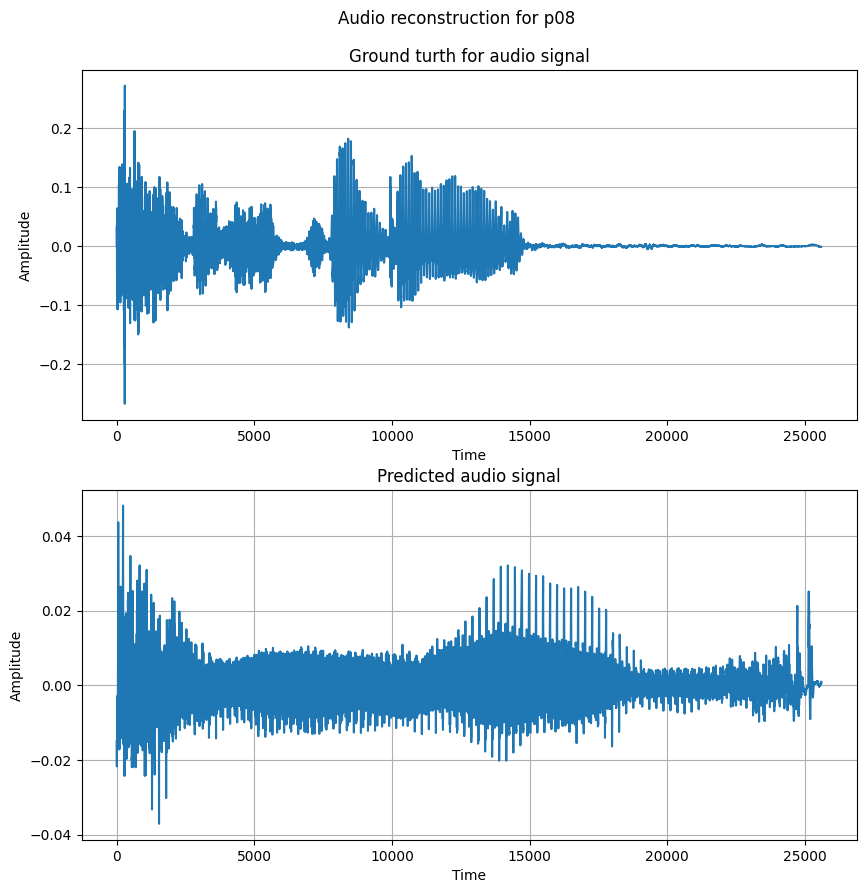 Audio reconstruction for p08
Ground turth for audio signal
0.2
0.1
0.0
−0.1
−0.2
Amplitude
0 5000 10000 15000 20000 25000
Time
Predicted audio signal
0.04
0.02
0.00
−0.02
−0.04
Amplitude
0 5000 10000 15000 20000 25000
Time